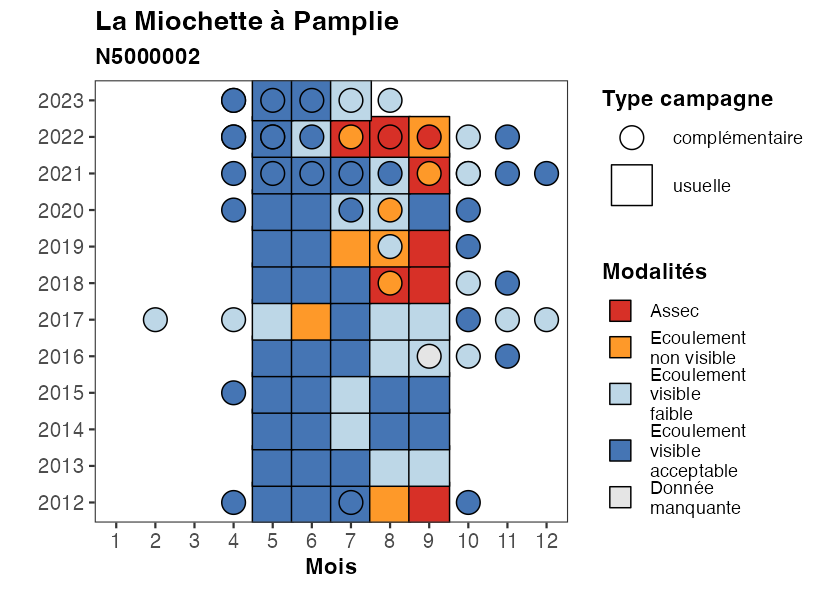 La Miochette à Pamplie
N5000002
2023
2022
2021
2020
2019
2018
2017
2016
2015
2014
2013
2012
1 2 3 4 5 6 7 8 9 10 11 12
Mois
Type campagne
complémentaire
usuelle
Modalités
Assec
Ecoulement
non visible
Ecoulement
visible
faible
Ecoulement
visible
acceptable
Donnée
manquante